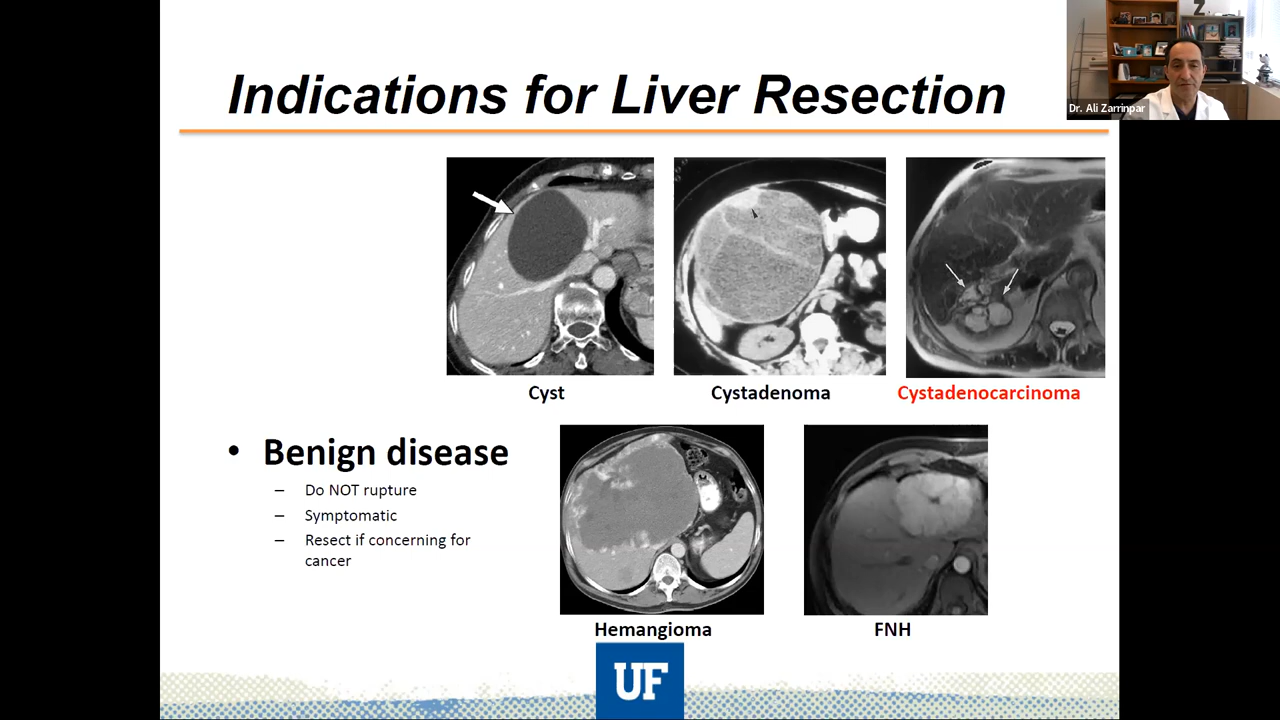 Indications for Liver Resection
Dr. Ali Zarrinpar
Cyst
Cystadenoma
Cystadenocarcinoma
• Benign disease
– Do NOT rupture
– Symptomatic
– Resect if concerning for
cancer
Hemangioma
FNH
UF